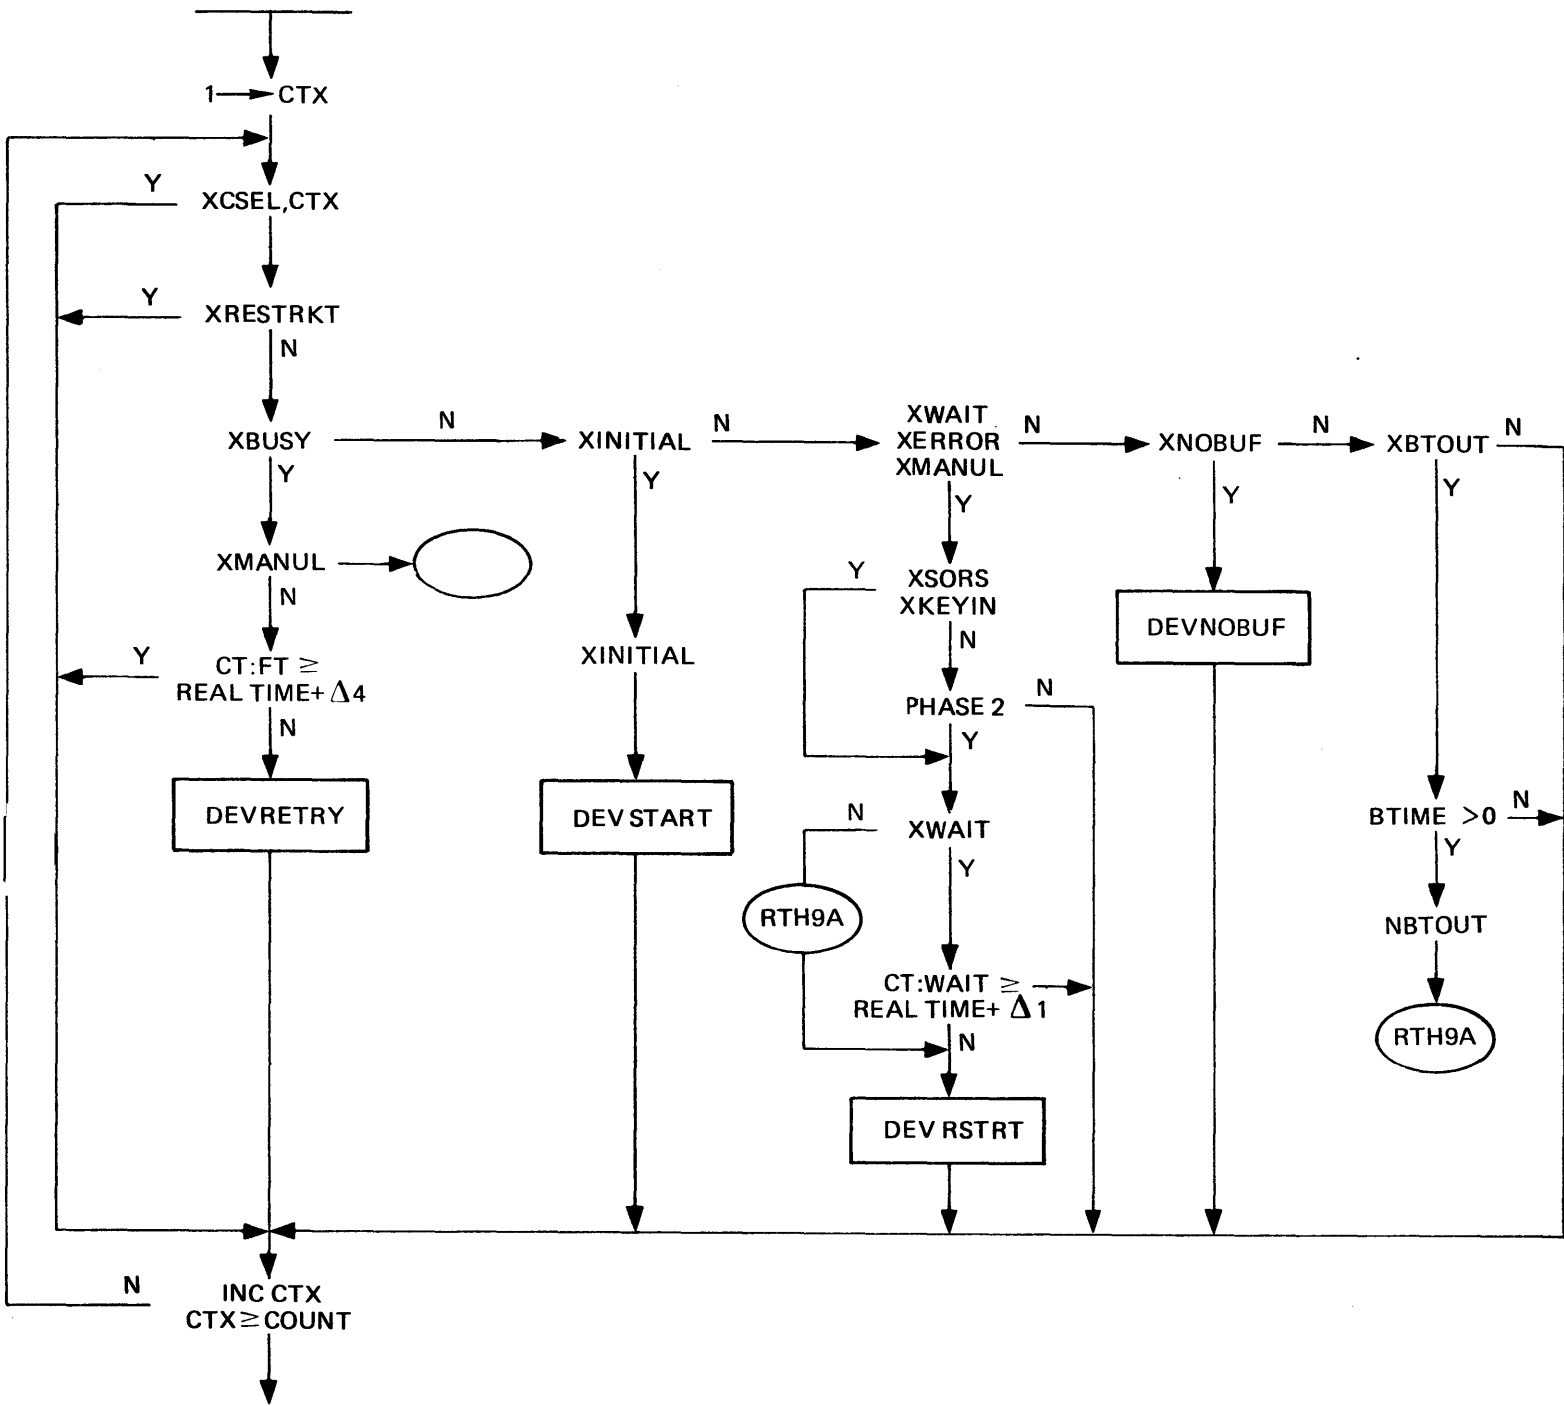 1 CTX
Y
XCSEL,CTX
Y
XRESTRKT
N
XBUSY
N
XINITIAL
N
XWAIT
XERROR
XMANUL
N
XNOBUF
N
XBTOUT
N
Y
Y
Y
Y
Y
XMANUL
N
Y
XSORS
XKEYIN
N
DEVNOBUF
Y
CT:FT ≥
REAL TIME+ Δ4
N
XINITIAL
PHASE 2
N
Y
DEVRETRY
DEV START
N
XWAIT
Y
BTIME >0
N
Y
RTH9A
NBTOUT
CT:WAIT ≥
REAL TIME+ Δ1
N
RTH9A
DEV RSTRT
N
INC CTX
CTX≥COUNT